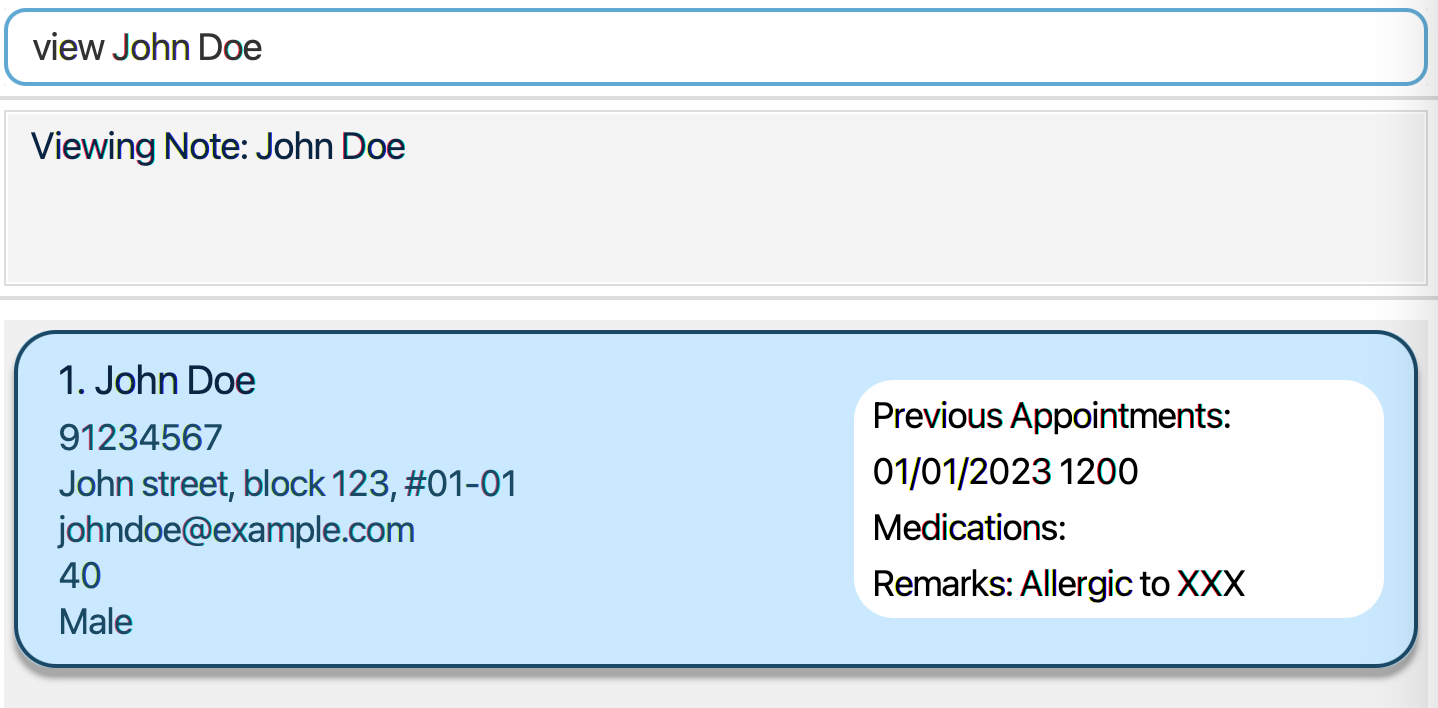 view John Doe
Viewing Note: John Doe
1. John Doe
91234567
John street, block 123, #01-01
johndoe@example.com
40
Male
Previous Appointments:
01/01/2023 1200
Medications:
Remarks: Allergic to XXX